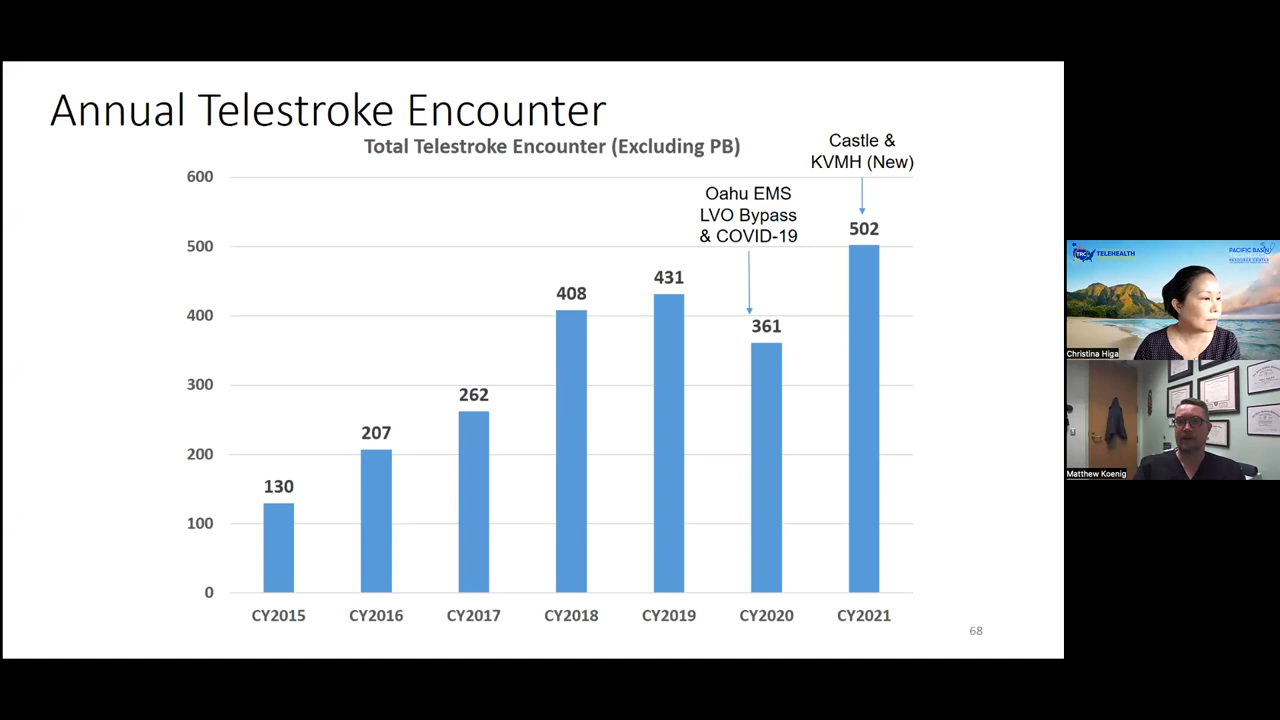 Annual Telestroke Encounter
Total Telestroke Encounter (Excluding PB)
Castle &
KVMH (New)
Oahu EMS
LVO Bypass
& COVID-19
600
500
400
300
200
100
0
130
207
262
408
431
361
502
CY2015
CY2016
CY2017
CY2018
CY2019
CY2020
CY2021
68
TELEHEALTH
PACIFIC BASIN
Christina Higa
Matthew Koenig